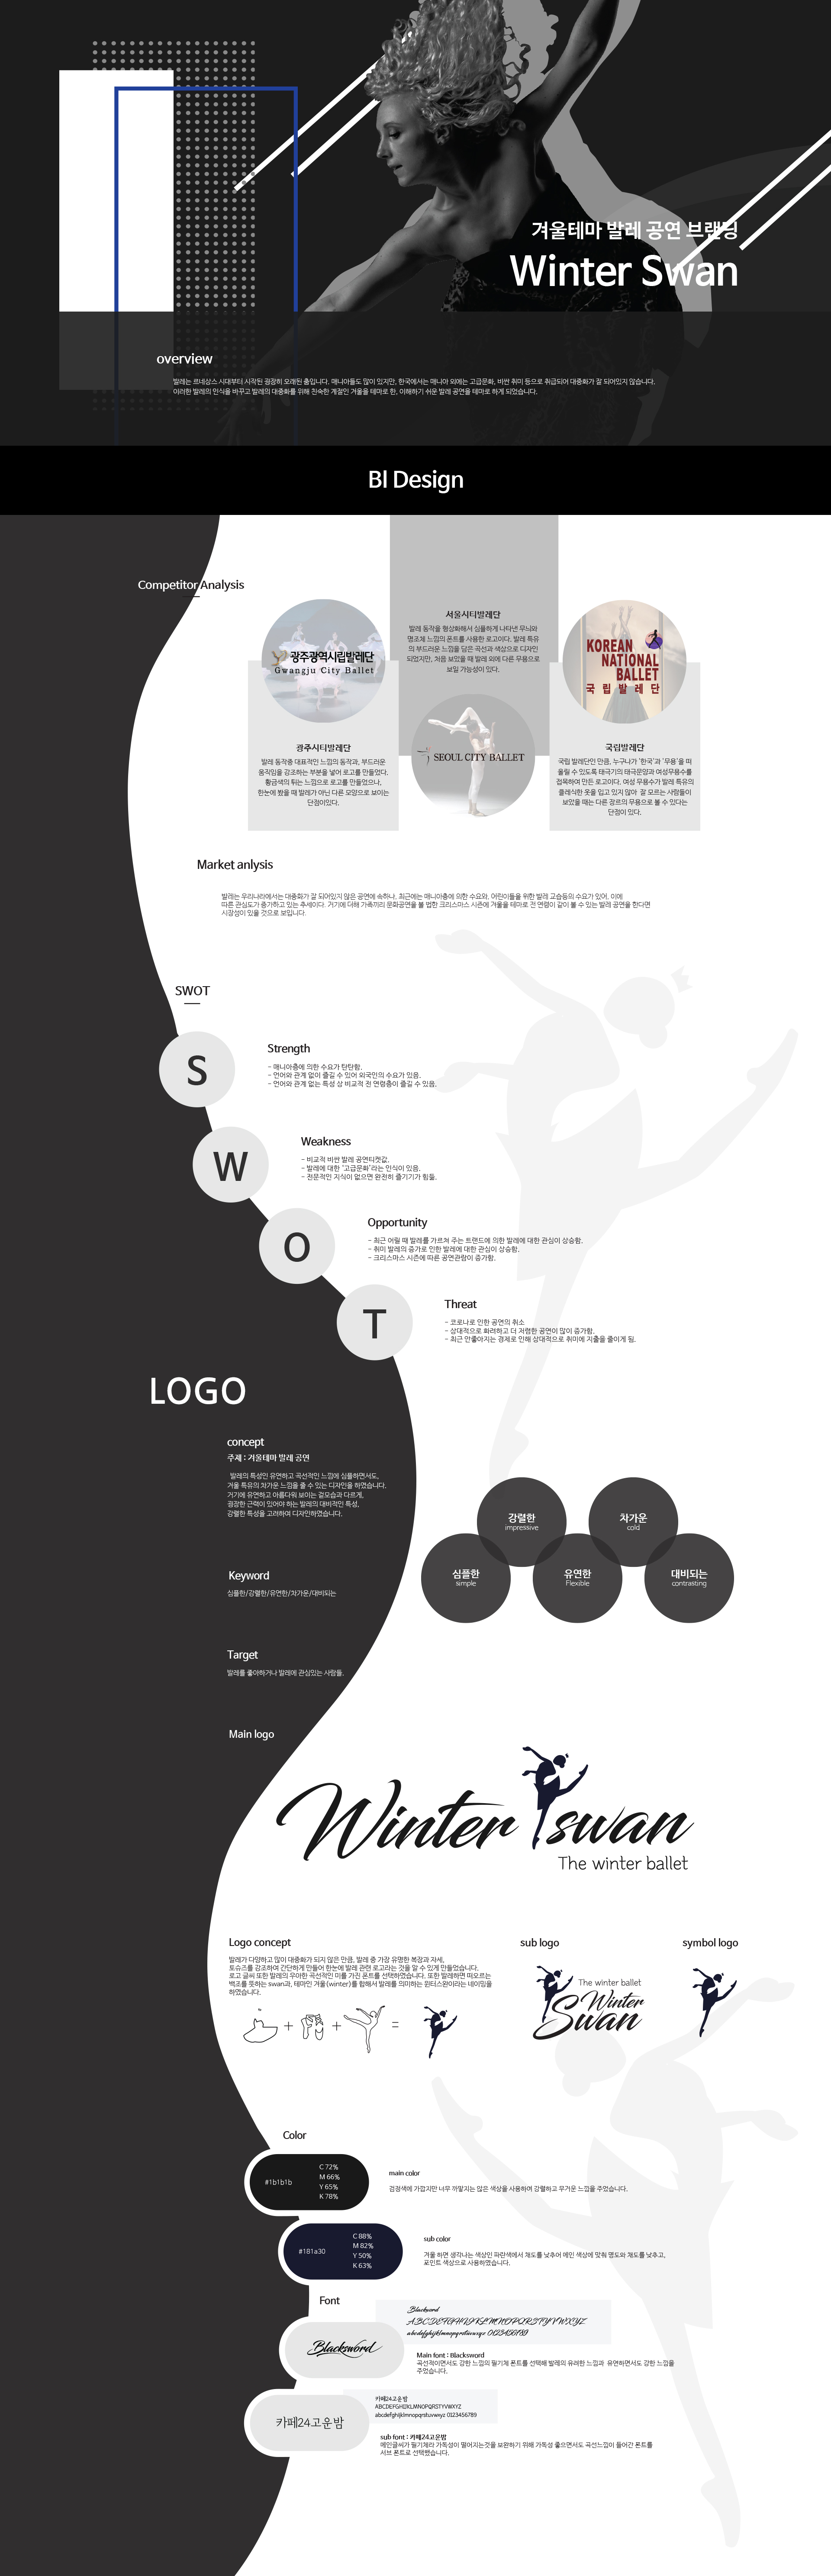 겨울테마 발레 공연 브랜딩
Winter Swan
overview
발레는 르네상스 시대부터 시작된 굉장히 오래된 춤입니다. 매니아들도 많이 있지만, 한국에서는 매니아 외에는 고급문화, 비싼 취미 등으로 취급되어 대중화가 잘 되어있지 않습니다.
이러한 발레의 인식을 바꾸고 발레의 대중화를 위해 친숙한 계절인 겨울을 테마로 한, 이해하기 쉬운 발레 공연을 테마로 하게 되었습니다.
BI Design
Competitor Analysis
광주광역시립발레단
Gwangju City Ballet
광주시티발레단
발레 동작중 대표적인 느낌의 동작과, 부드러운
움직임을 강조하는 부분을 넣어 로고를 만들었다.
황금색의 튀는 느낌으로 로고를 만들었으나,
한눈에 봤을 때 발레가 아닌 다른 모양으로 보이는
단점이있다.
서울시티발레단
발레 동작을 형상화해서 심플하게 나타낸 무늬와
명조체 느낌의 폰트를 사용한 로고이다. 발레 특유
의 부드러운 느낌을 담은 곡선과 색상으로 디자인
되었지만, 처음 보았을 때 발레 외에 다른 무용으로
보일 가능성이 있다.
SEOUL CITY BALLET
KOREAN
NATIONAL
BALLET
국립발레단
국립발레단
국립 발레단인 만큼, 누구나가 '한국'과 '무용'을 떠
올릴 수 있도록 태극기의 태극문양과 여성무용수를
접목하여 만든 로고이다. 여성 무용수가 발레 특유의
클래식한 옷을 입고 있지 않아 잘 모르는 사람들이
보았을 때는 다른 장르의 무용으로 볼 수 있다는
단점이 있다.
Market anlysis
발레는 우리나라에서는 대중화가 잘 되어있지 않은 공연에 속하나, 최근에는 매니아층에 의한 수요와, 어린이들을 위한 발레 교습등의 수요가 있어, 이에
따른 관심도가 증가하고 있는 추세이다. 거기에 더해 가족끼리 문화공연을 볼 법한 크리스마스 시즌에 겨울을 테마로 전 연령이 같이 볼 수 있는 발레 공연을 한다면
시장성이 있을 것으로 보입니다.
SWOT
S
Strength
- 매니아층에 의한 수요가 탄탄함.
- 언어와 관계 없이 즐길 수 있어 외국인의 수요가 있음.
- 언어와 관계 없는 특성 상 비교적 전 연령층이 즐길 수 있음.
W
Weakness
- 비교적 비싼 발레 공연티켓값.
- 발레에 대한 '고급문화'라는 인식이 있음.
- 전문적인 지식이 없으면 완전히 즐기기가 힘듦.
O
Opportunity
- 최근 어릴 때 발레를 가르쳐 주는 트랜드에 의한 발레에 대한 관심이 상승함.
- 취미 발레의 증가로 인한 발레에 대한 관심이 상승함.
- 크리스마스 시즌에 따른 공연관람이 증가함.
T
Threat
- 코로나로 인한 공연의 취소
- 상대적으로 화려하고 더 저렴한 공연이 많이 증가함.
- 최근 안좋아지는 경제로 인해 상대적으로 취미에 지출을 줄이게 됨.
LOGO
concept
주제 : 겨울테마 발레 공연
발레의 특성인 유연하고 곡선적인 느낌에 심플하면서도,
겨울 특유의 차가운 느낌을 줄 수 있는 디자인을 하였습니다.
거기에 유연하고 아름다워 보이는 겉모습과 다르게,
굉장한 근력이 있어야 하는 발레의 대비적인 특성,
강렬한 특성을 고려하여 디자인하였습니다.
강렬한
impressive
차가운
cold
심플한
simple
유연한
Flexible
대비되는
contrasting
Keyword
심플한/강렬한/유연한/차가운/대비되는
Target
발레를 좋아하거나 발레에 관심있는 사람들.
Main logo
Winter swan
The winter ballet
Logo concept
발레가 다양하고 많이 대중화가 되지 않은 만큼, 발레 중 가장 유명한 복장과 자세,
토슈즈를 강조하여 간단하게 만들어 한눈에 발레 관련 로고라는 것을 알 수 있게 만들었습니다.
로고 글씨 또한 발레의 우아한 곡선적인 미를 가진 폰트를 선택하였습니다. 또한 발레하면 떠오르는
백조를 뜻하는 swan과, 테마인 겨울(winter)를 합해서 발레를 의미하는 윈터스완이라는 네이밍을
하였습니다.
+ + =
sub logo
The winter ballet
Winter
Swan
symbol logo
Color
#1b1b1b
C 72%
M 66%
Y 65%
K 78%
main color
검정색에 가깝지만 너무 까맣지는 않은 색상을 사용하여 강렬하고 무거운 느낌을 주었습니다.
#181a30
C 88%
M 82%
Y 50%
K 63%
sub color
겨울 하면 생각나는 색상인 파란색에서 채도를 낮추어 메인 색상에 맞춰 명도와 채도를 낮추고,
포인트 색상으로 사용하였습니다.
Font
Blacksword
Blacksword
ABCDEFGHIJKLMNOPQRSTYVWXYZ
abcdefghijklmnopqrstuvwxyz 0123456789
Main font : Blacksword
곡선적이면서도 강한 느낌의 필기체 폰트를 선택해 발레의 유려한 느낌과 유연하면서도 강한 느낌을
주었습니다.
카페24고운밤
카페24고운밤
ABCDEFGHIJKLMNOPQRSTYVWXYZ
abcdefghijklmnopqrstuvwxyz 0123456789
sub font : 카페24고운밤
메인글씨가 필기체라 가독성이 떨어지는것을 보완하기 위해 가독성 좋으면서도 곡선느낌이 들어간 폰트를
서브 폰트로 선택했습니다.